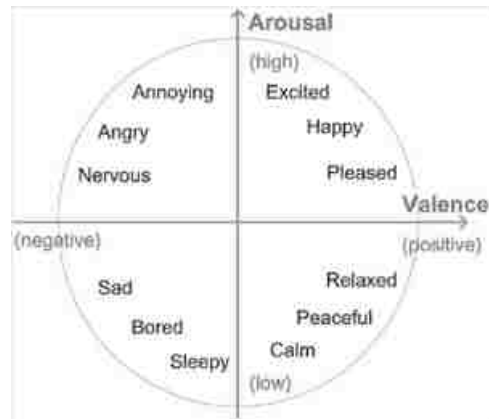 Arousal
(high)
Annoying
Excited
Angry
Happy
Nervous
Pleased
Valence
(negative)
(positive)
Sad
Relaxed
Bored
Peaceful
Sleepy
Calm
(low)